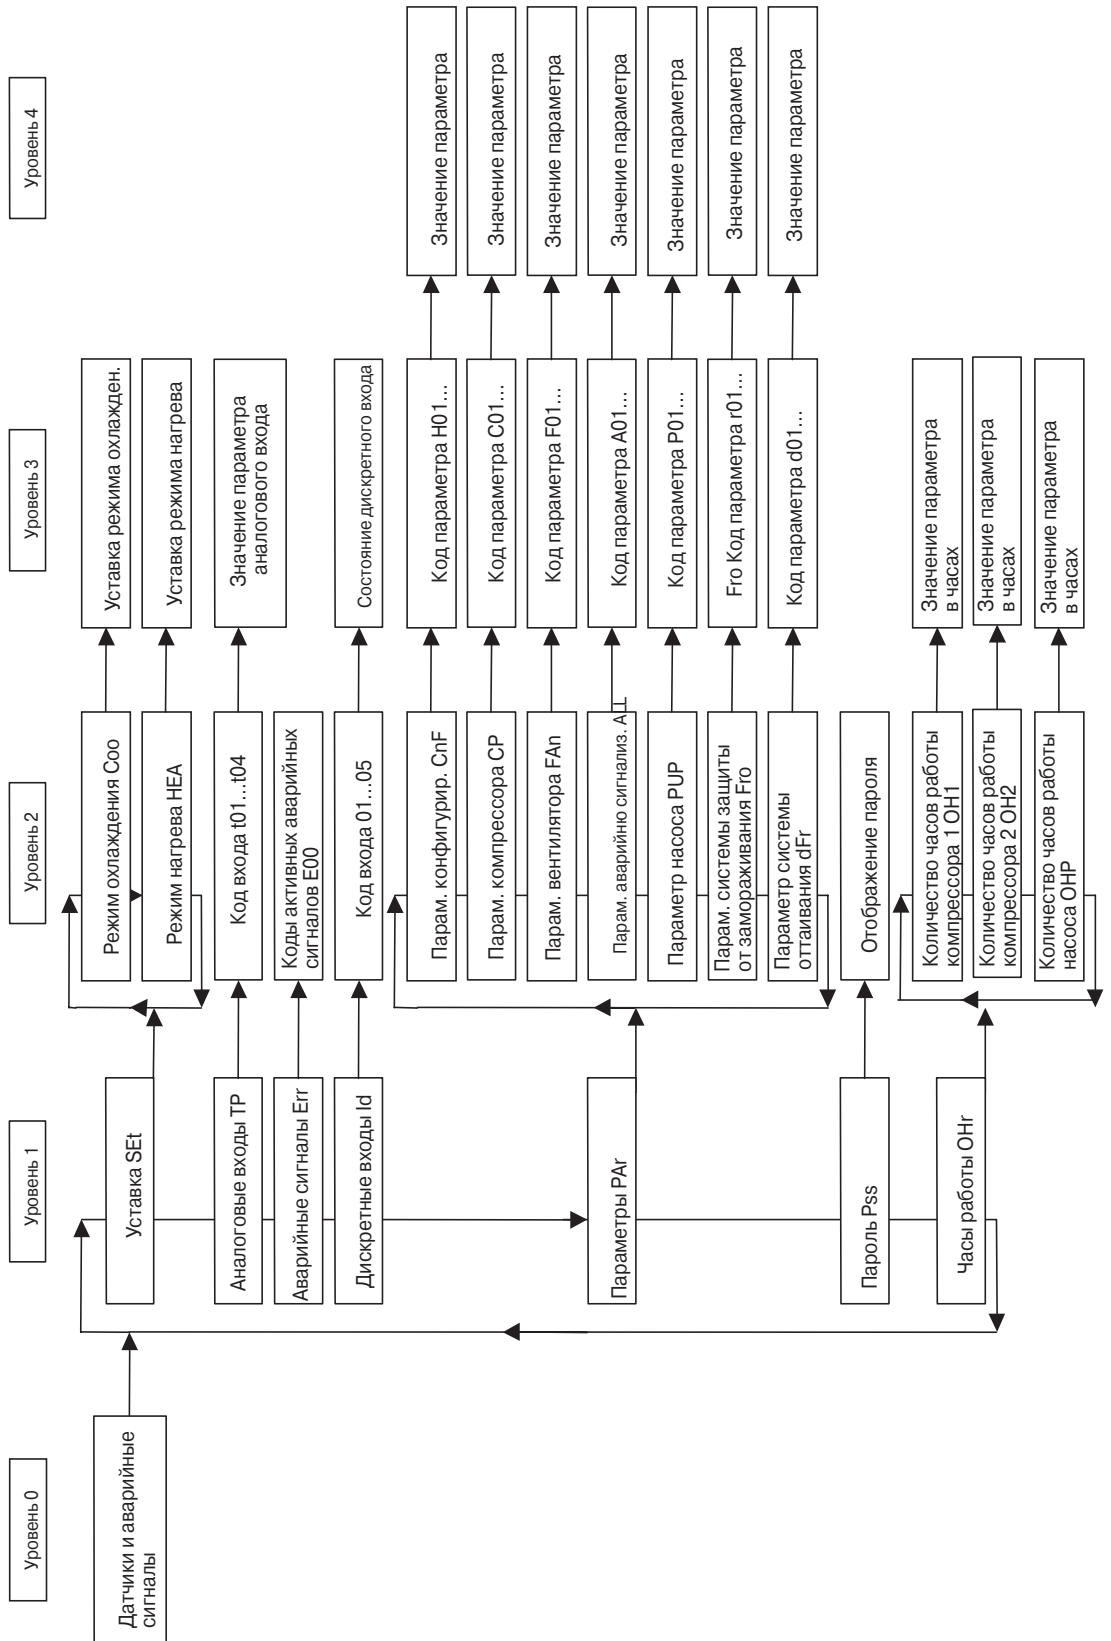 Уровень 0
Уровень 1
Уровень 2
Уровень 3
Уровень 4
Датчики и аварийные
сигналы
Уставка SEt
Режим охлаждения Coo
Уставка режима охлажден.
Режим нагрева HEA
Уставка режима нагрева
Аналоговые входы TP
Код входа t01...t04
Значение параметра
аналогового входа
Аварийные сигналы Err
Коды активных аварийных
сигналов E00
Дискретные входы Id
Код входа 01...05
Состояние дискретного входа
Параметры PAr
Парам. конфигурир. CnF
Код параметра H01...
Значение параметра
Парам. компрессора CP
Код параметра C01...
Значение параметра
Парам. вентилятора FAn
Код параметра F01...
Значение параметра
Парам. аварийню сигнализ. ALL
Код параметра A01...
Значение параметра
Параметр насоса PUP
Код параметра P01...
Значение параметра
Парам. системы защиты
от замораживания Fro
Fro Код параметра r01...
Значение параметра
Параметр системы
оттаивания dFr
Код параметра d01...
Значение параметра
Пароль Pss
Отображение пароля
Часы работы OHr
Количество часов работы
компрессора 1 OH1
Значение параметра
в часах
Количество часов работы
компрессора 2 OH2
Значение параметра
в часах
Количество часов работы
насоса OHP
Значение параметра
в часах